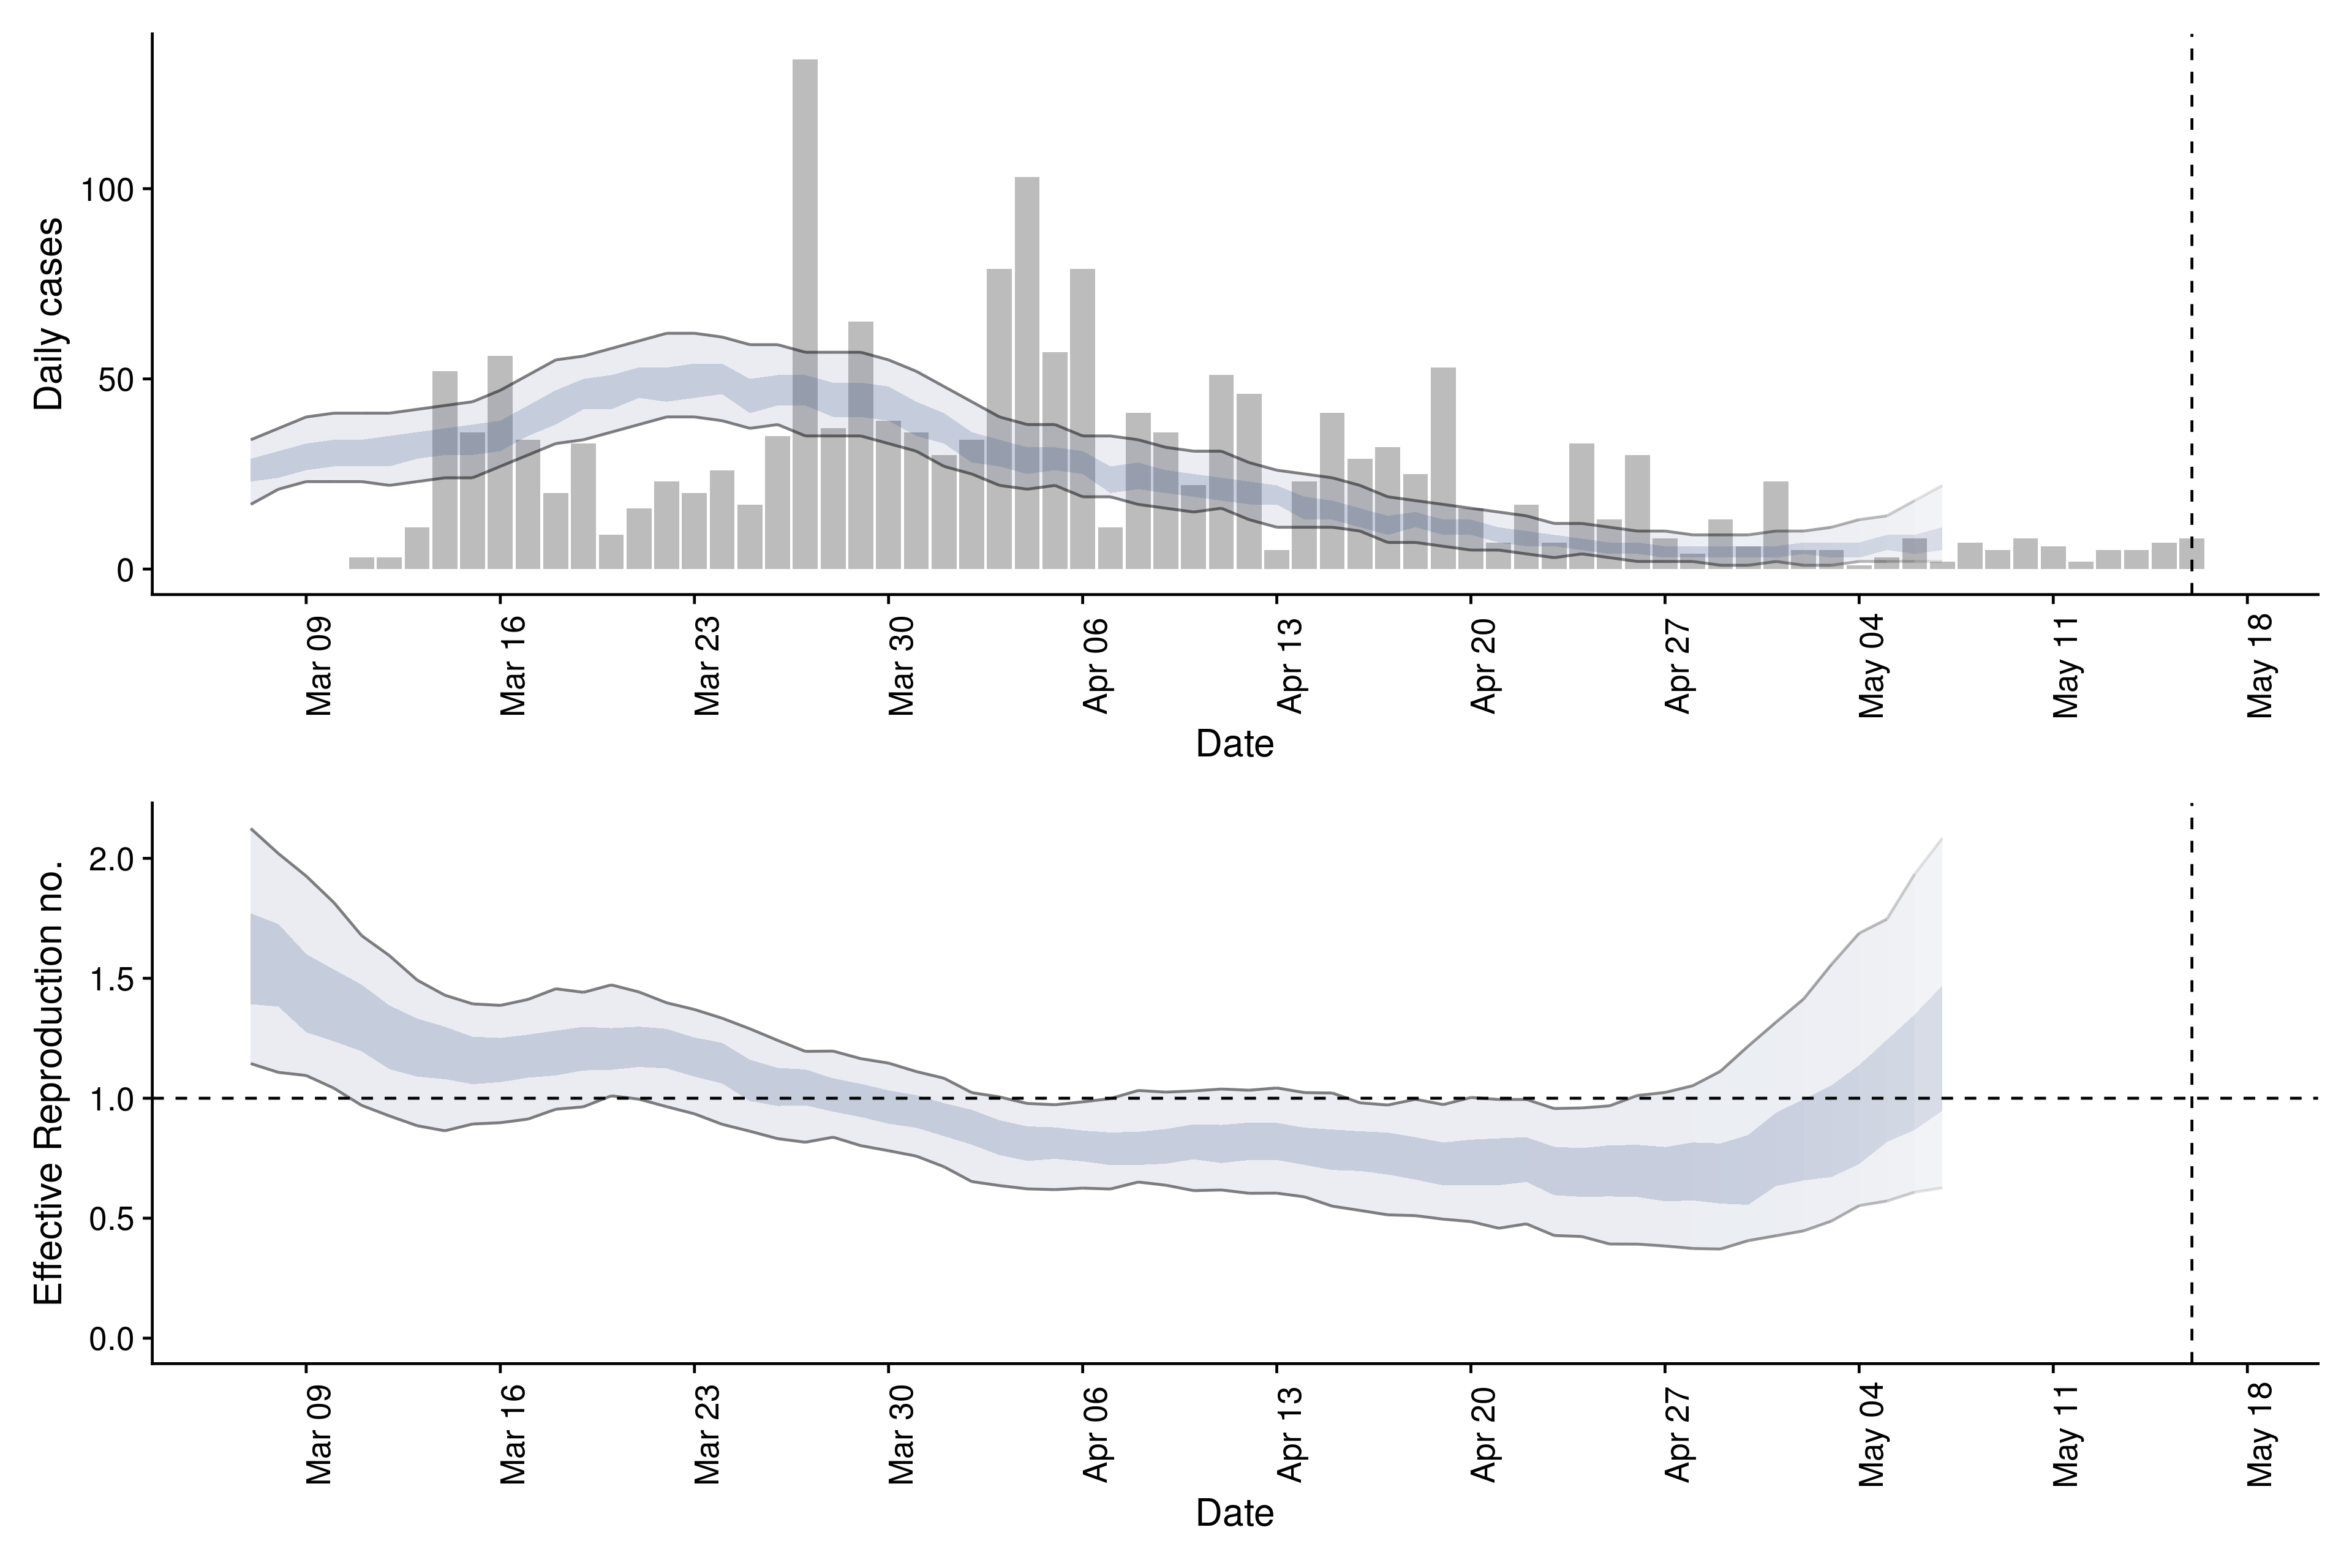 Daily cases
100
50
0
Mar 09
Mar 16
Mar 23
Mar 30
Apr 06
Apr 13
Apr 20
Apr 27
May 04
May 11
May 18
Date
Effective Reproduction no.
2.0
1.5
1.0
0.5
0.0
Mar 09
Mar 16
Mar 23
Mar 30
Apr 06
Apr 13
Apr 20
Apr 27
May 04
May 11
May 18
Date